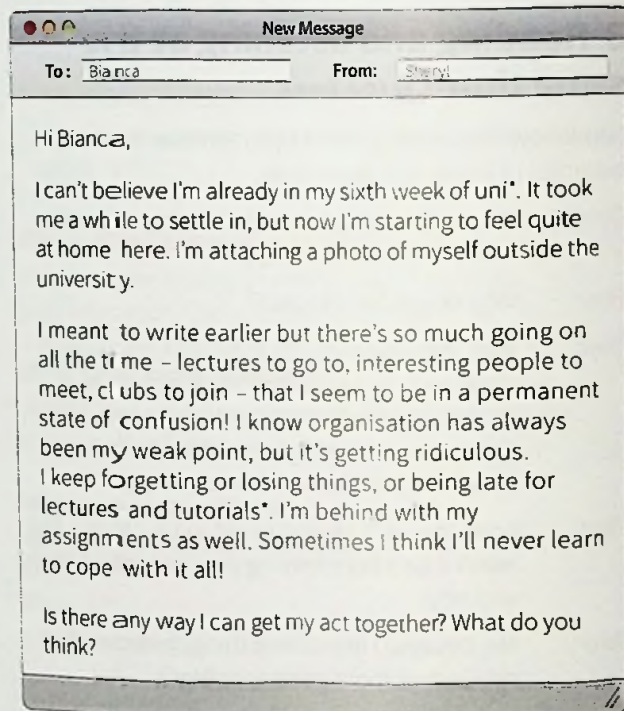 New Message
To: Bianca From: Sheryl
Hi Bianca,
I can't believe I'm already in my sixth week of uni*. It took
me a while to settle in, but now I'm starting to feel quite
at home here. I'm attaching a photo of myself outside the
university.
I meant to write earlier but there's so much going on
all the time – lectures to go to, interesting people to
meet, clubs to join – that I seem to be in a permanent
state of confusion! I know organisation has always
been my weak point, but it's getting ridiculous.
I keep forgetting or losing things, or being late for
lectures and tutorials*. I'm behind with my
assignments as well. Sometimes I think I'll never learn
to cope with it all!
Is there any way I can get my act together? What do you
think?